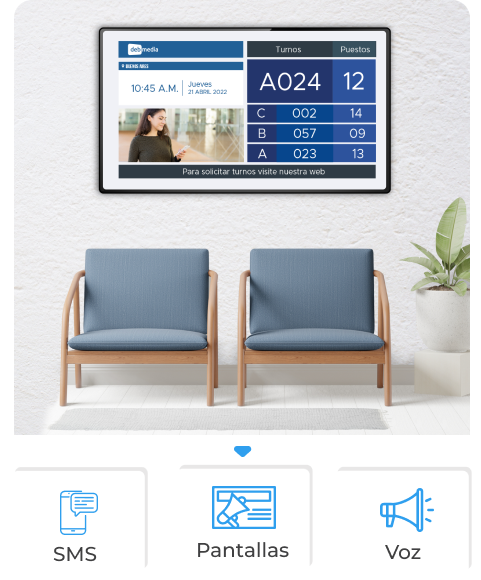 debmedia
Turnos Puestos
BUENOS AIRES
10:45 A.M. Jueves
21 ABRIL 2022
A024 12
C 002 14
B 057 09
A 023 13
Para solicitar turnos visite nuestra web
SMS
Pantallas
Voz